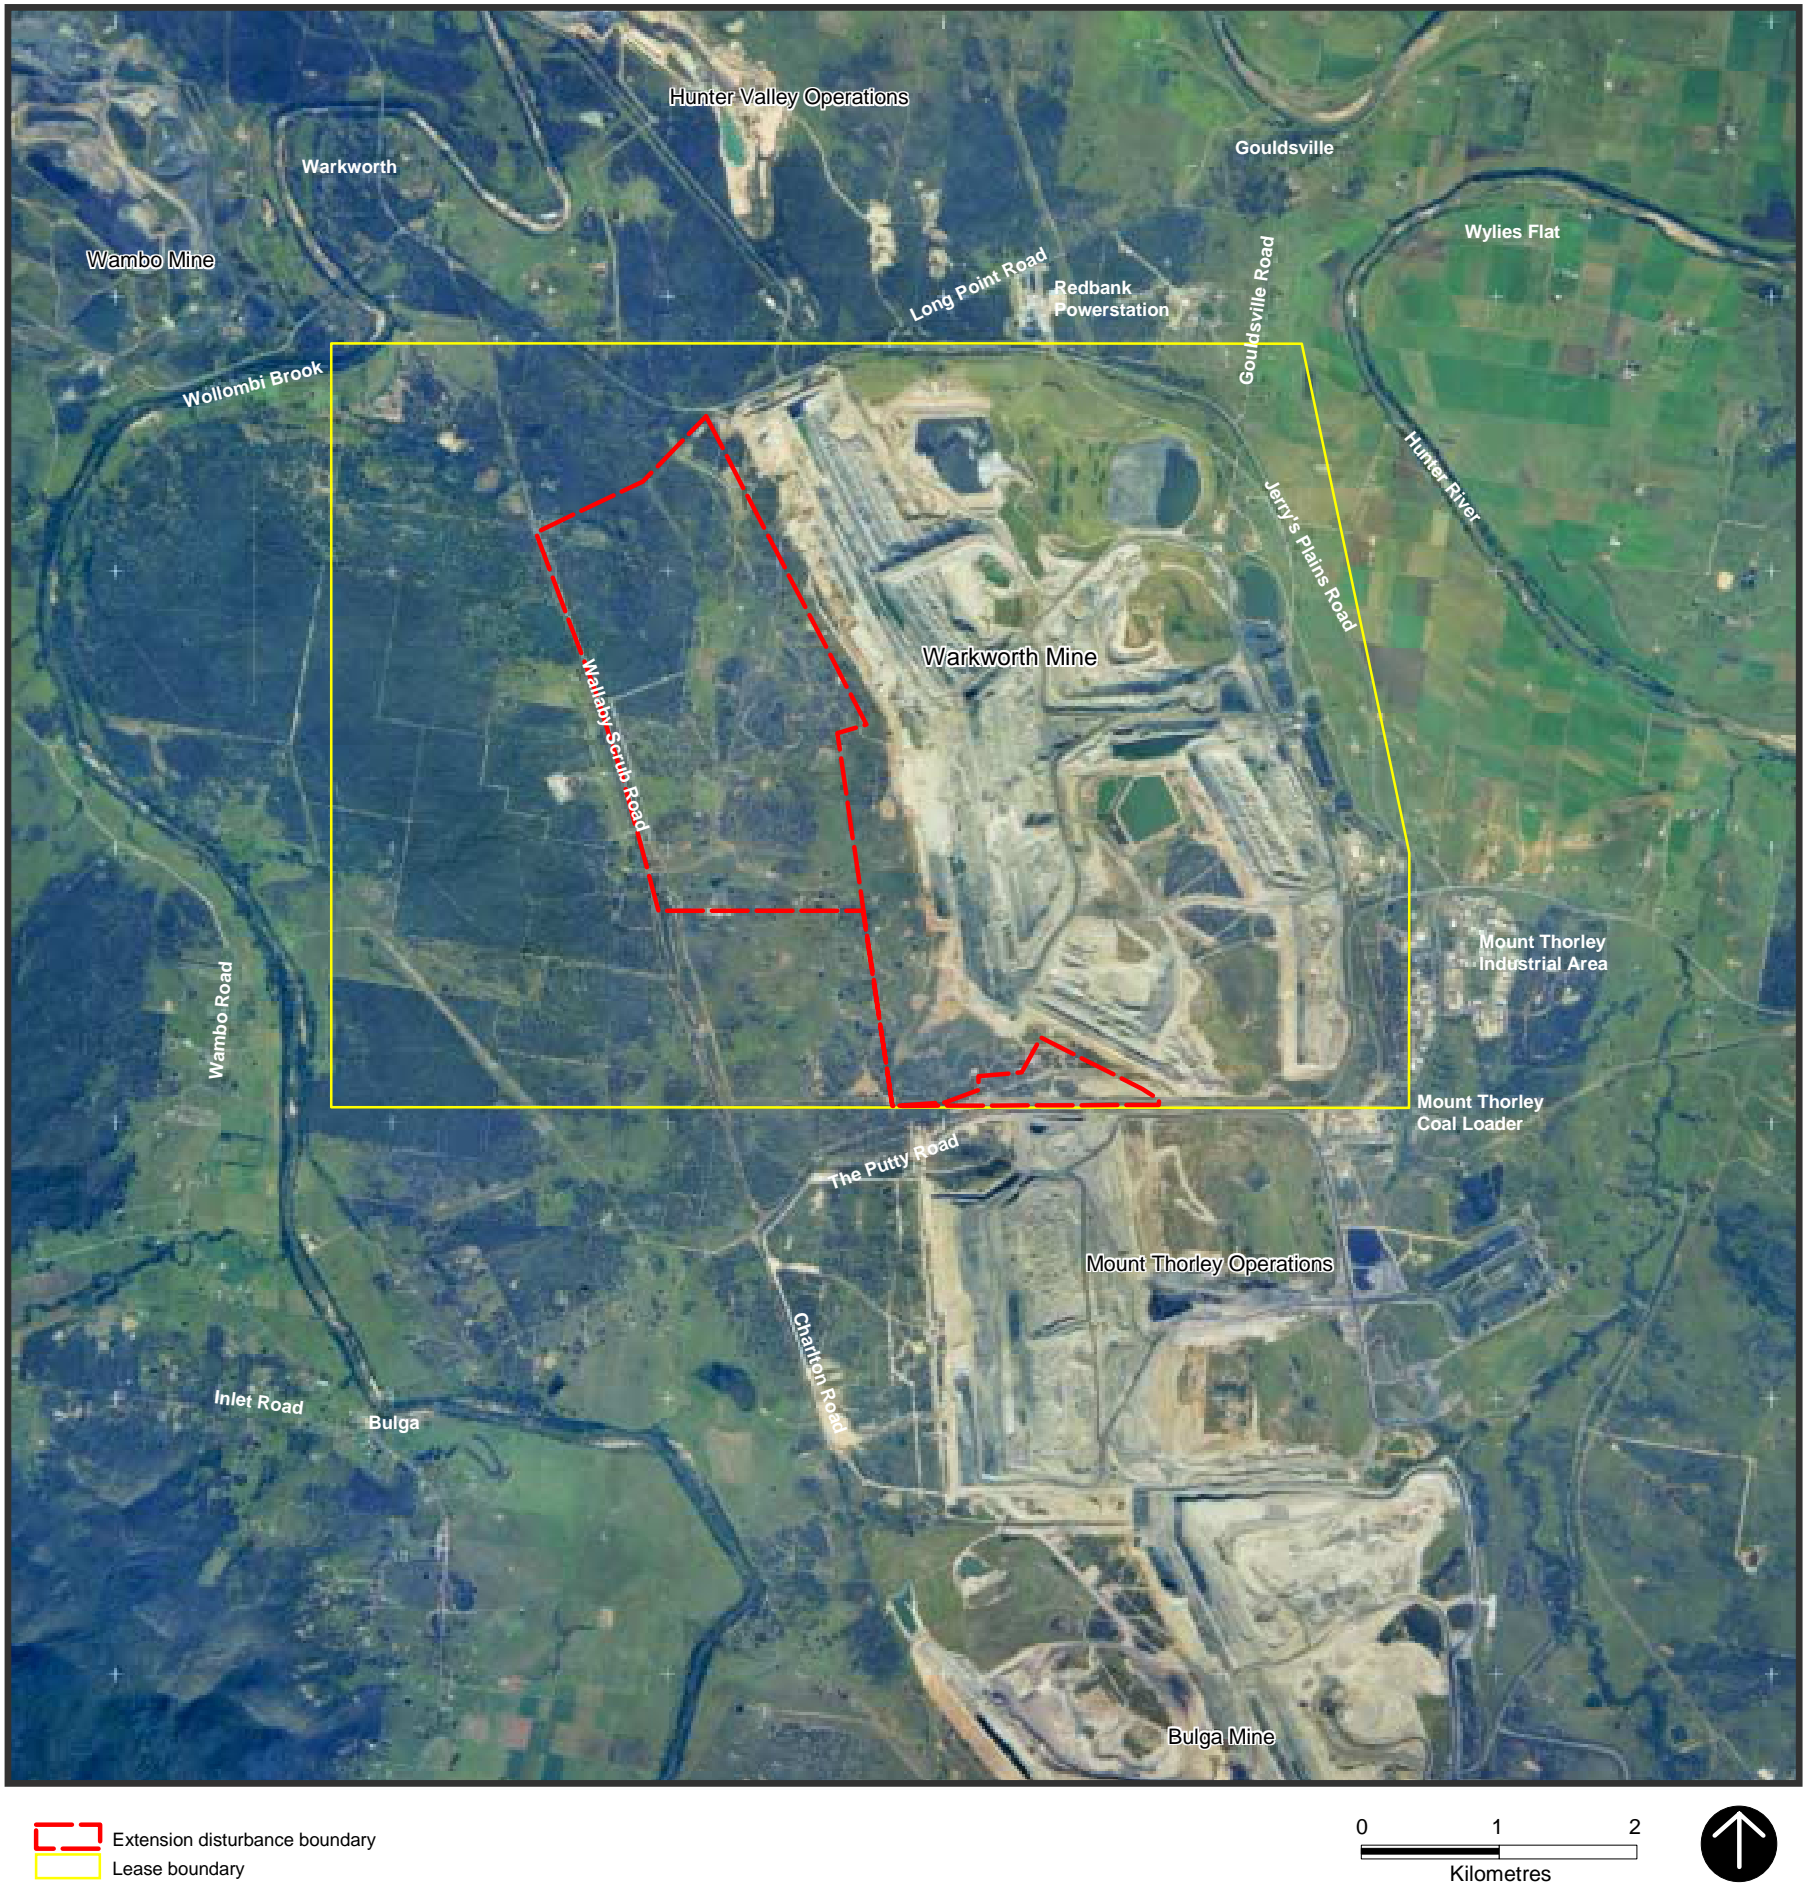 Hunter Valley Operations
Gouldsville
Warkworth
Wylies Flat
Wambo Mine
Long Point Road
Redbank
Powerstation
Gouldsville Road
Wollombi Brook
Hunter River
Jerry's Plains Road
Warkworth Mine
Wallaby Scrub Road
Mount Thorley
Industrial Area
Wambo Road
Mount Thorley
Coal Loader
The Putty Road
Mount Thorley Operations
Charlton Road
Inlet Road
Bulga
Bulga Mine
Extension disturbance boundary
Lease boundary
0 1 2
Kilometres